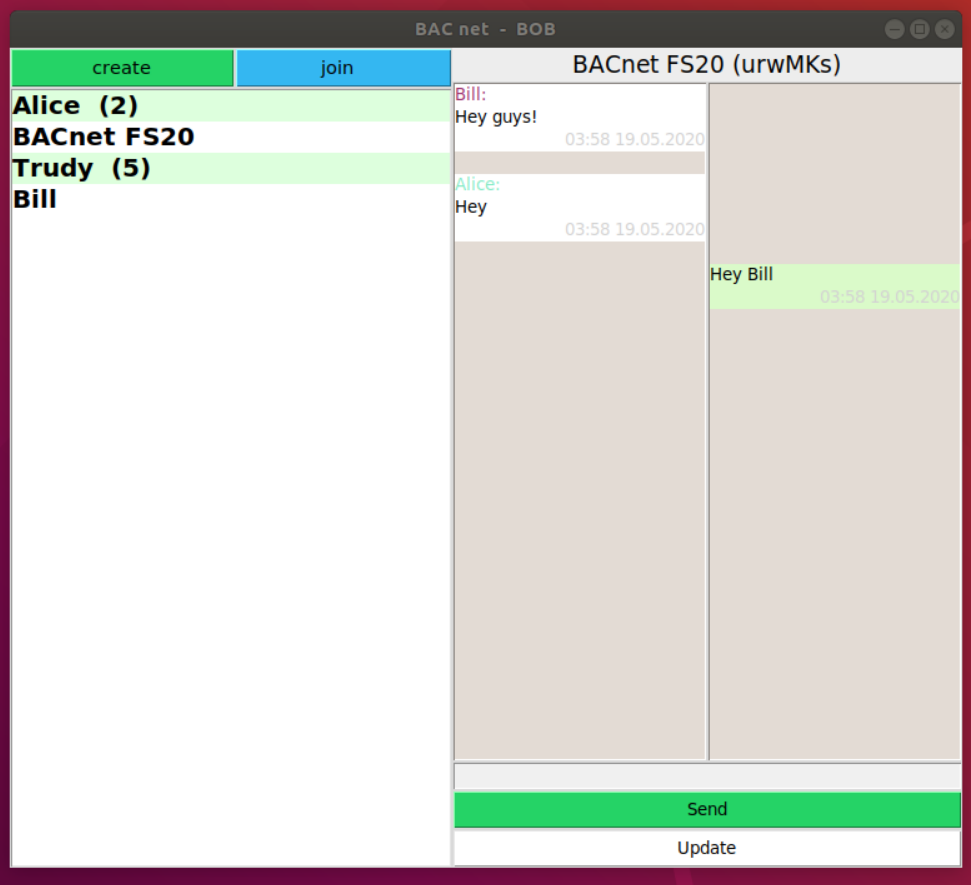 BAC net - BOB
create
join
Alice (2)
BACnet FS20
Trudy (5)
Bill
BACnet FS20 (urwMKs)
Bill:
Hey guys!
03:58 19.05.2020
Alice:
Hey
03:58 19.05.2020
Hey Bill
03:58 19.05.2020
Send
Update